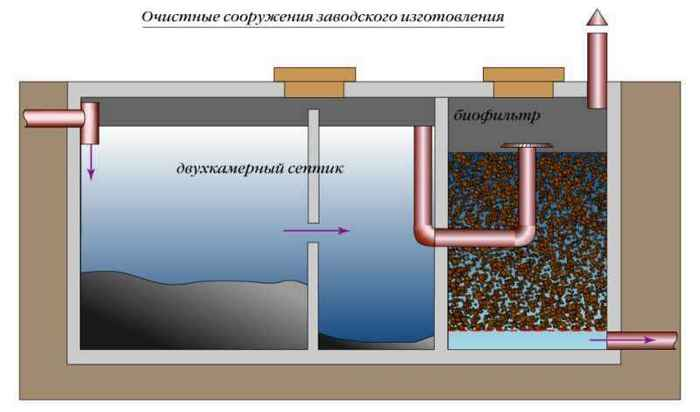 Очистные сооружения заводского изготовления
биофильтр
двухкамерный септик